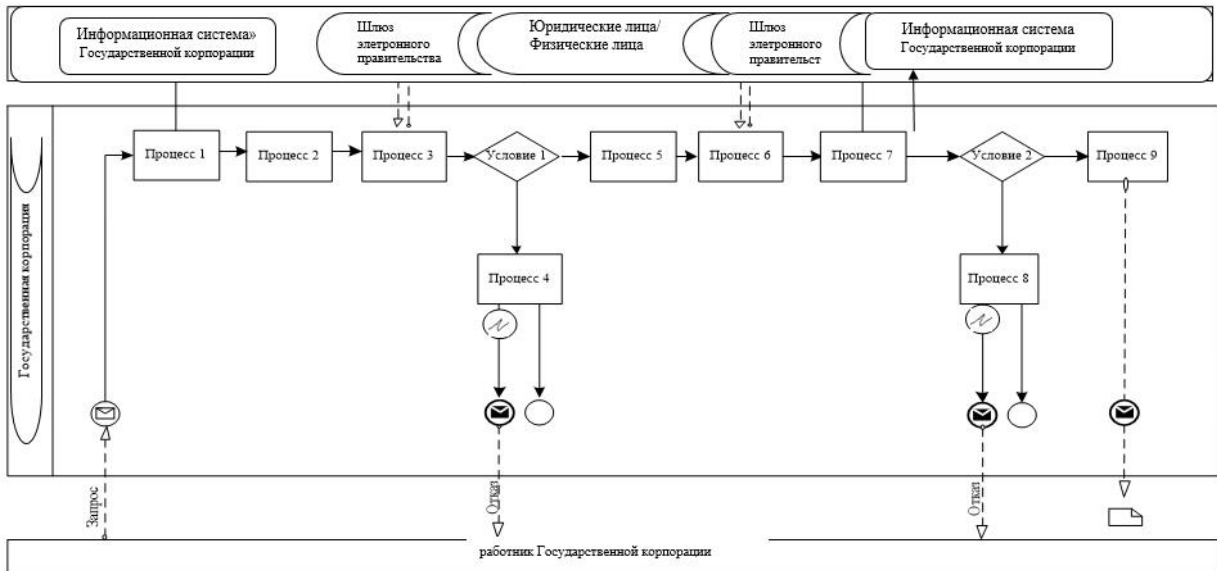 Информационная система»
Государственной корпорации
Шлюз
элетронного
правительства
Юридические лица/
Физические лица
Шлюз
элетронного
правительст
Информационная система
Государственной корпорации
Государственная корпорация
Процесс 1
Процесс 2
Процесс 3
Условие 1
Процесс 5
Процесс 6
Процесс 7
Условие 2
Процесс 9
Процесс 4
Процесс 8
Запрос
Отказ
Отказ
работник Государственной корпорации